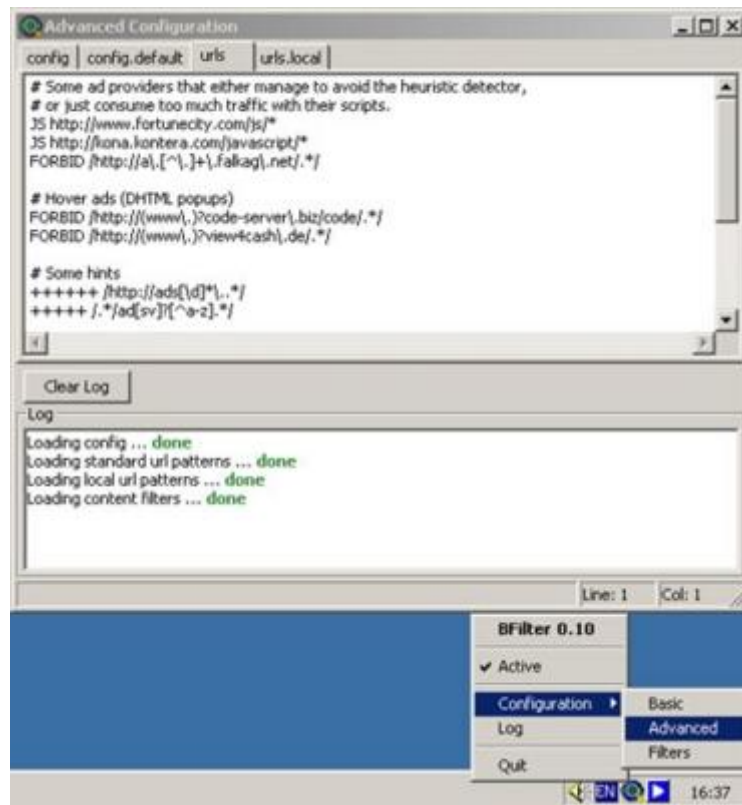 Advanced Configuration
config config.default urls urls.local
# Some ad providers that either manage to avoid the heuristic detector,
# or just consume too much traffic with their scripts.
JS http://www.fortunecity.com/js/*
JS http://kona.kontera.com/javascript/*
FORBID /http://a\.[^\.]+\.falkag\.net/.*/
# Hover ads (DHTML popups)
FORBID /http://(www\.)?code-server\.biz/code/.*/
FORBID /http://(www\.)?view4cash\.de/.*/
# Some hints
++++++ /http://ads[\d]*\..*/
+++++ /.*/ad[sv]?[^a-z].*/
Clear Log
Log
Loading config ... done
Loading standard url patterns ... done
Loading local url patterns ... done
Loading content filters ... done
Line: 1 Col: 1
BFilter 0.10
Active
Configuration
Log
Quit
Basic
Advanced
Filters
EN 16:37